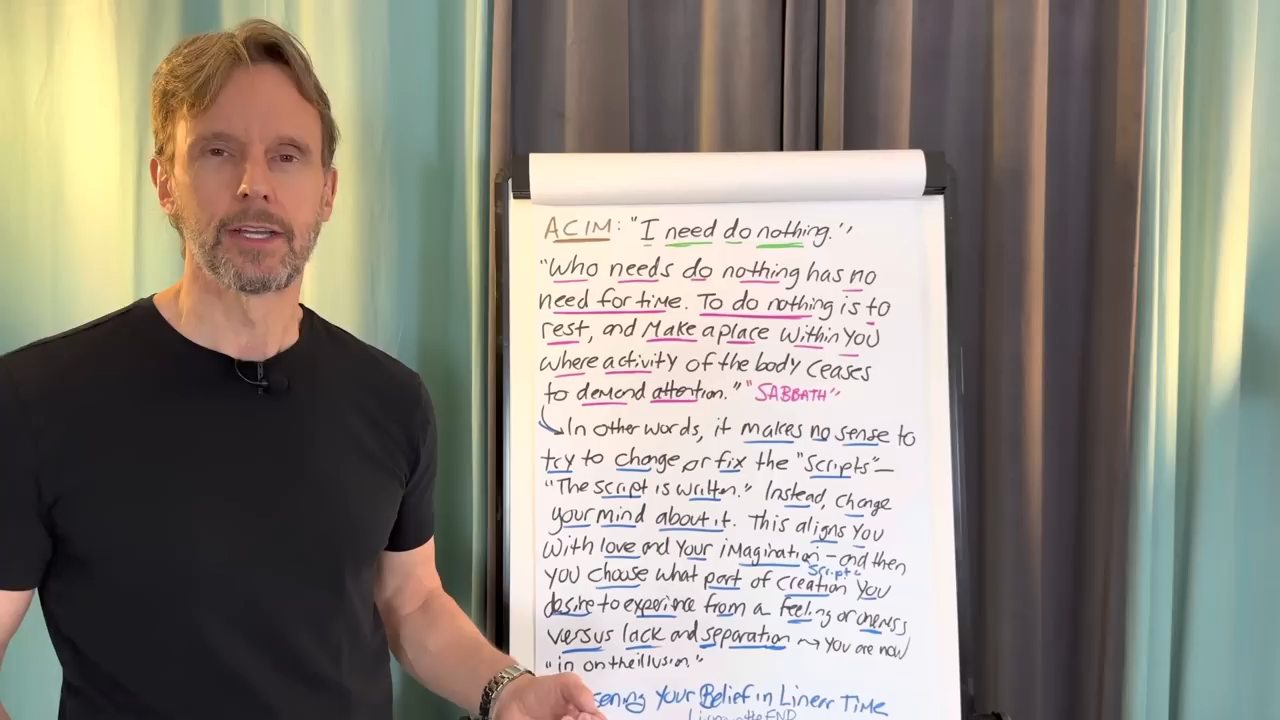 ACIM: "I need do nothing."
"Who needs do nothing has no
need for time. To do nothing is to
rest, and make a place within you
where activity of the body ceases
to demand attention." "SABBATH"
In other words, it makes no sense to
try to change or fix the "scripts"—
"The script is written." Instead, change
your mind about it. This aligns you
with love and your imagination – and then
"Script"
you choose what part of creation you
desire to experience from a feeling of oneness
versus lack and separation → you are now
"in on the illusion."
sening Your Belief in Linear Time
END